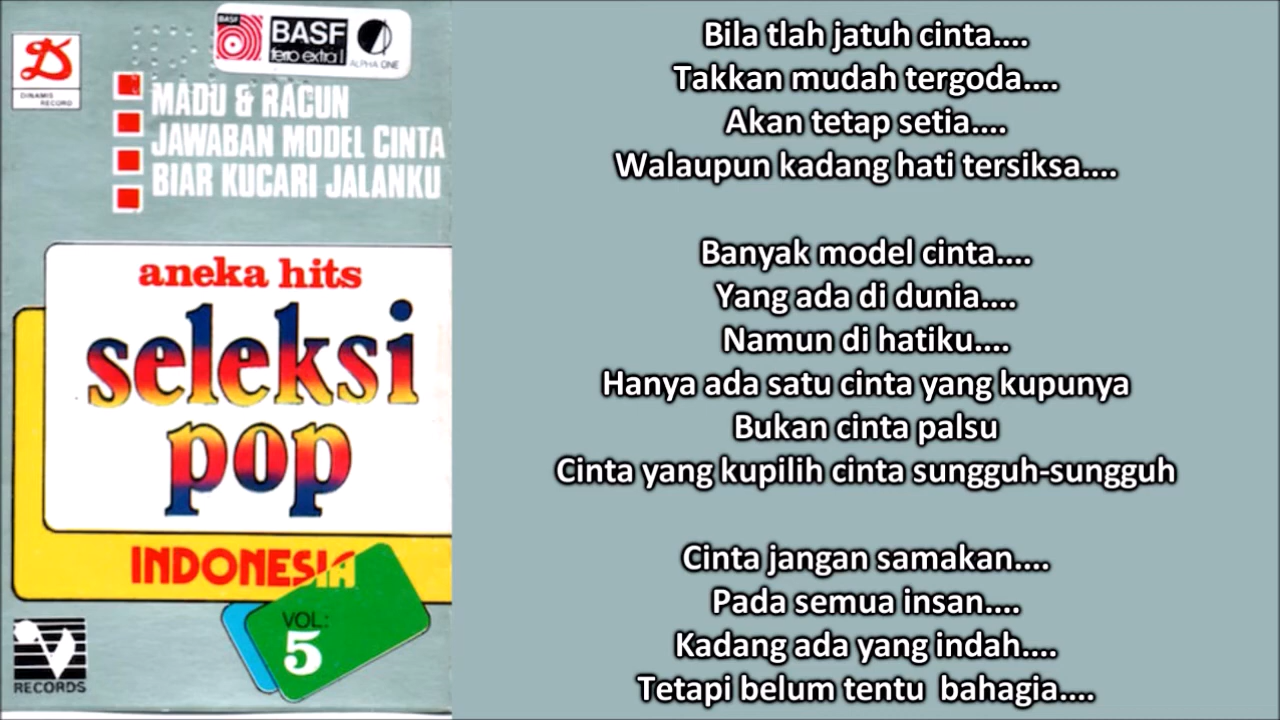 DINAMIS
RECORD
BASF
BASF
ferro extra I
ALPHA ONE
MADU & RACUN
JAWABAN MODEL CINTA
BIAR KUCARI JALANKU
aneka hits
seleksi
pop
INDONESIA
VOL:
5
RECORDS
Bila tlah jatuh cinta....
Takkan mudah tergoda....
Akan tetap setia....
Walaupun kadang hati tersiksa....
Banyak model cinta....
Yang ada di dunia....
Namun di hatiku....
Hanya ada satu cinta yang kupunya
Bukan cinta palsu
Cinta yang kupilih cinta sungguh-sungguh
Cinta jangan samakan....
Pada semua insan....
Kadang ada yang indah....
Tetapi belum tentu bahagia....